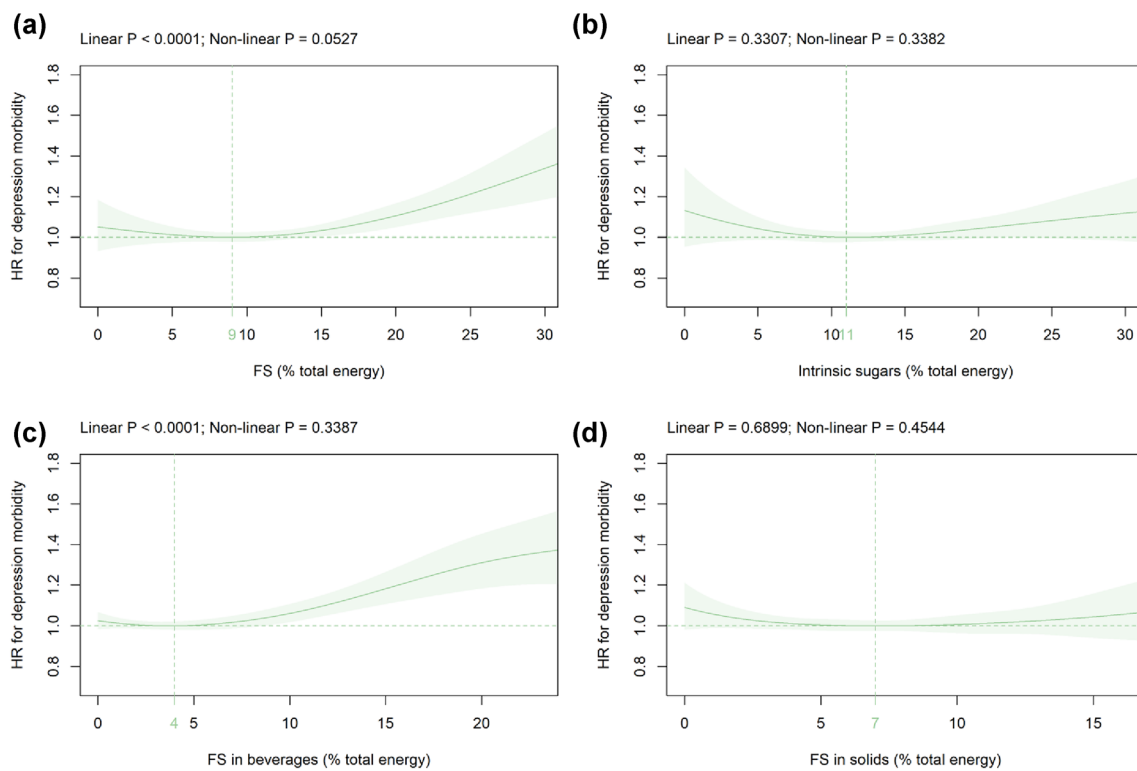 (a)
Linear P < 0.0001; Non-linear P = 0.0527
HR for depression morbidity
1.8
1.6
1.4
1.2
1.0
0.8
0 5 9 10 15 20 25 30
FS (% total energy)
(b)
Linear P = 0.3307; Non-linear P = 0.3382
HR for depression morbidity
1.8
1.6
1.4
1.2
1.0
0.8
0 5 10 11 15 20 25 30
Intrinsic sugars (% total energy)
(c)
Linear P < 0.0001; Non-linear P = 0.3387
HR for depression morbidity
1.8
1.6
1.4
1.2
1.0
0.8
0 4 5 10 15 20
FS in beverages (% total energy)
(d)
Linear P = 0.6899; Non-linear P = 0.4544
HR for depression morbidity
1.8
1.6
1.4
1.2
1.0
0.8
0 5 7 10 15
FS in solids (% total energy)